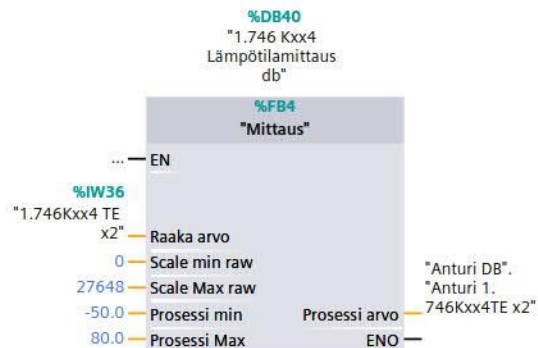 %DB40
"1.746 Kxx4
Lämpötilamittaus
db"
%FB4
"Mittaus"
... EN
%IW36
"1.746Kxx4 TE
x2" Raaka arvo
0 Scale min raw
27648 Scale Max raw
-50.0 Prosessi min
80.0 Prosessi Max
Prosessi arvo
"Anturi DB".
"Anturi 1.
746Kxx4TE x2"
ENO